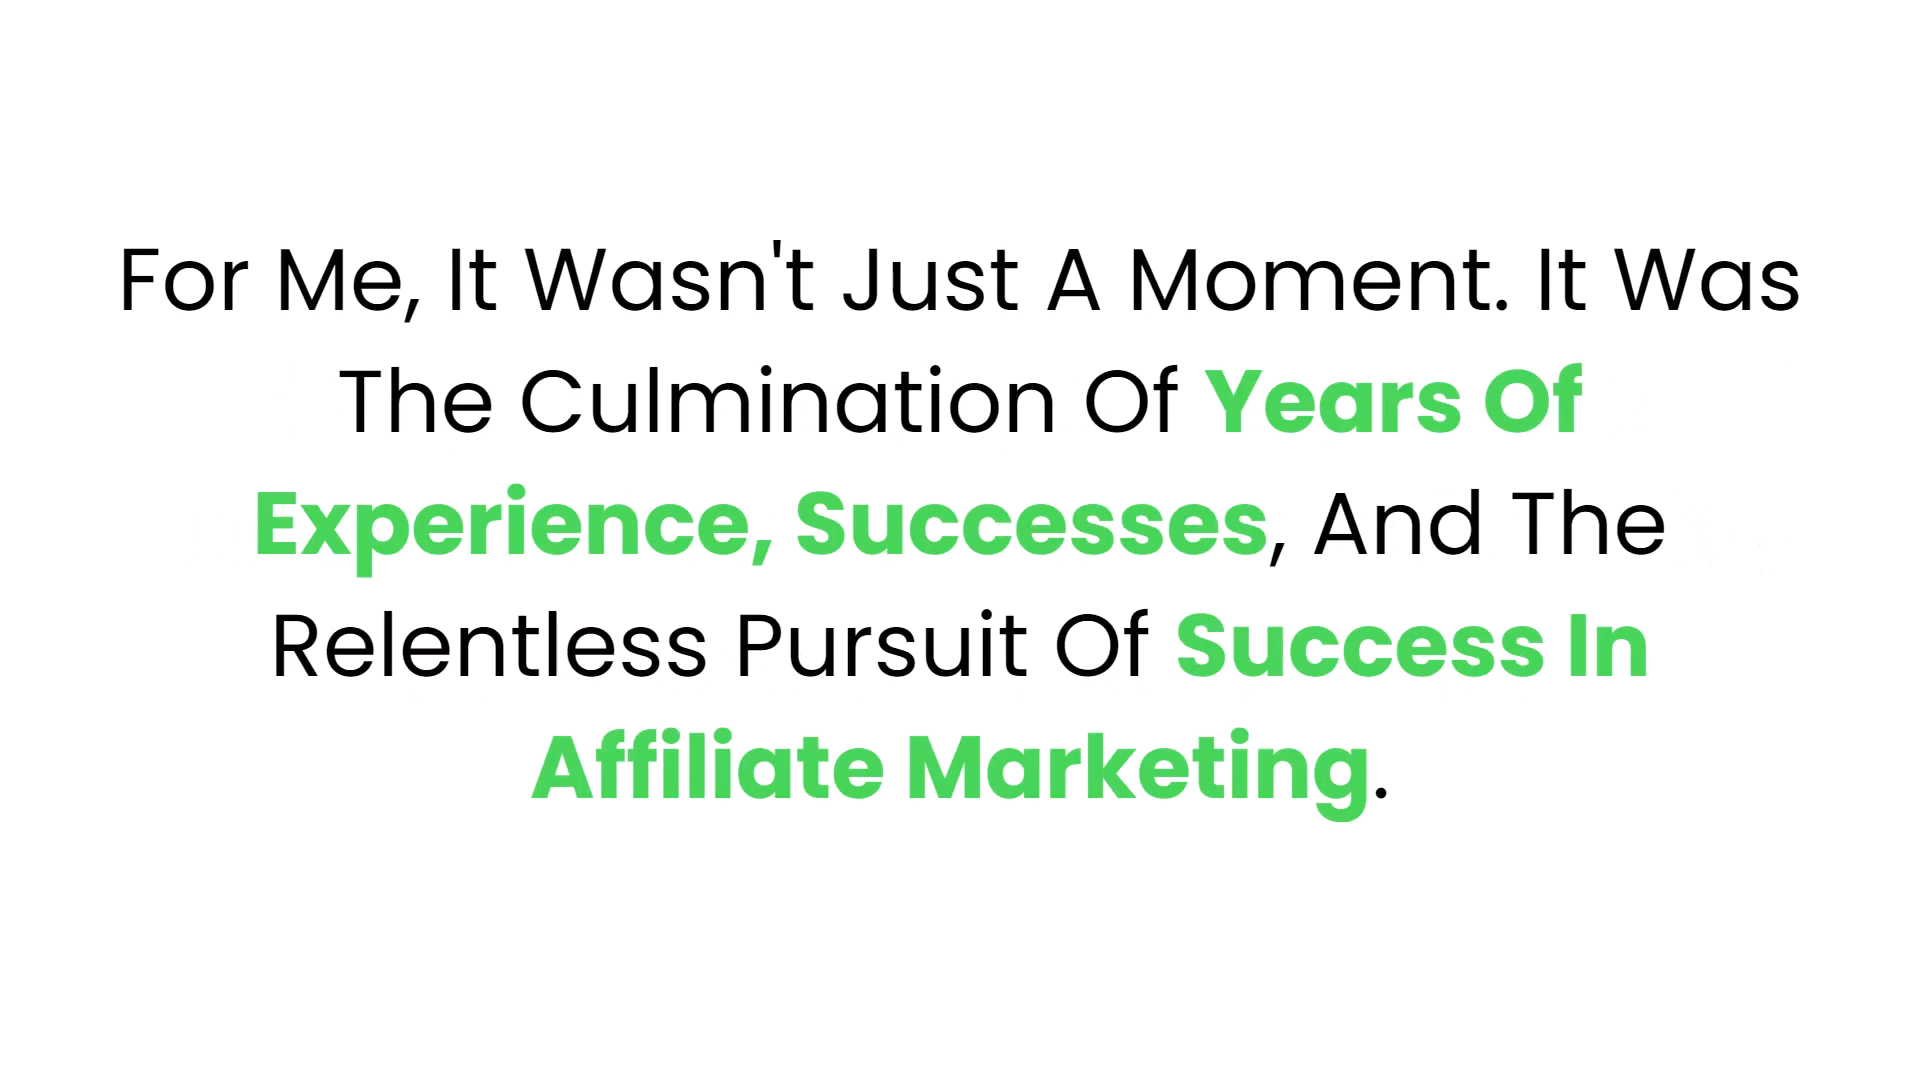 For Me, It Wasn't Just A Moment. It Was
The Culmination Of Years Of
Experience, Successes, And The
Relentless Pursuit Of Success In
Affiliate Marketing.